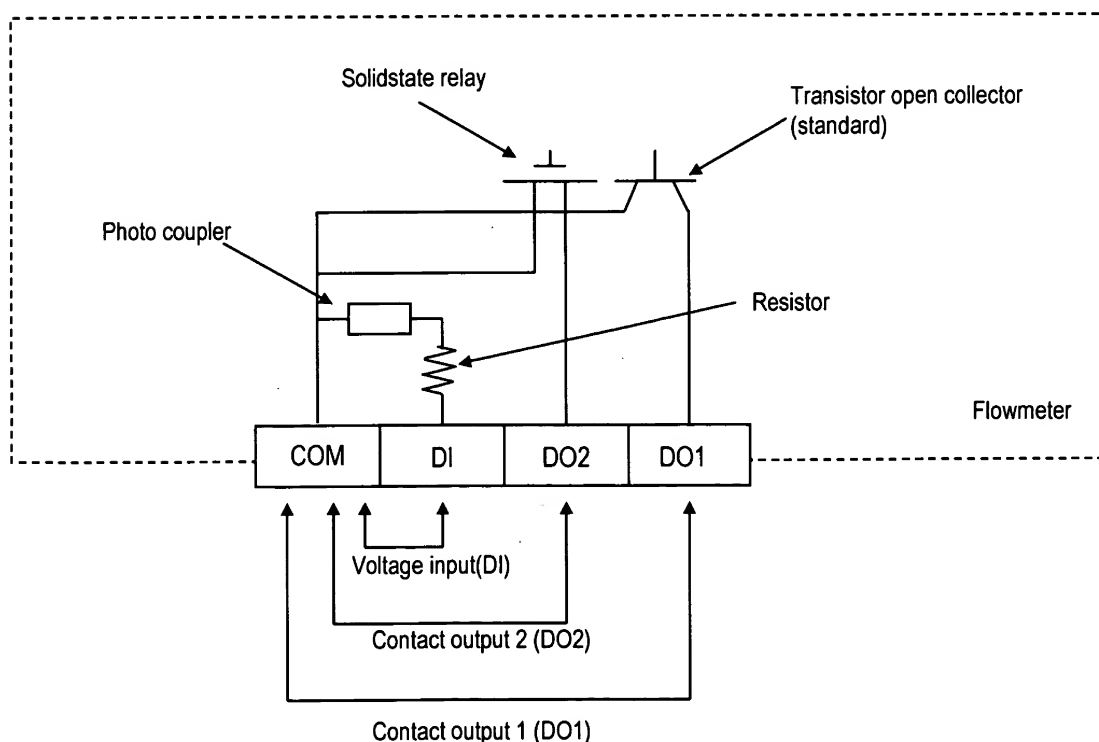 Solidstate relay
Transistor open collector
(standard)
Photo coupler
Resistor
Flowmeter
COM
DI
DO2
DO1
Voltage input(DI)
Contact output 2 (DO2)
Contact output 1 (DO1)